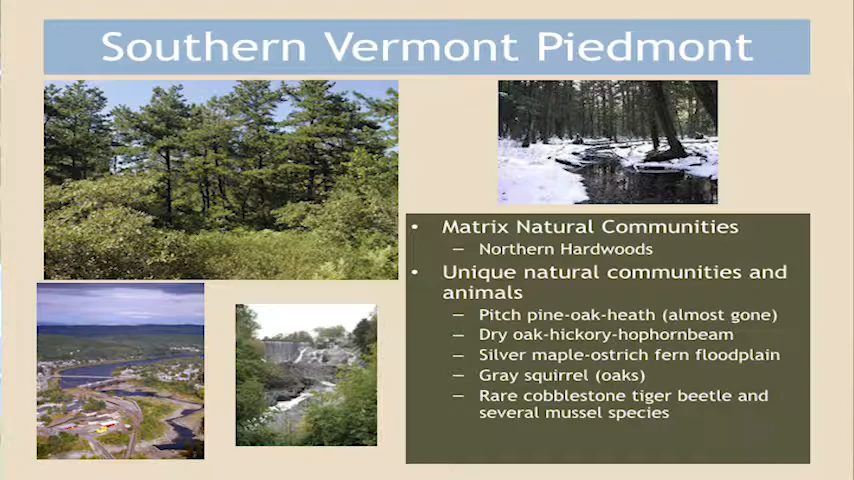 Southern Vermont Piedmont
• Matrix Natural Communities
– Northern Hardwoods
• Unique natural communities and
animals
– Pitch pine-oak-heath (almost gone)
– Dry oak-hickory-hophornbeam
– Silver maple-ostrich fern floodplain
– Gray squirrel (oaks)
– Rare cobblestone tiger beetle and
several mussel species